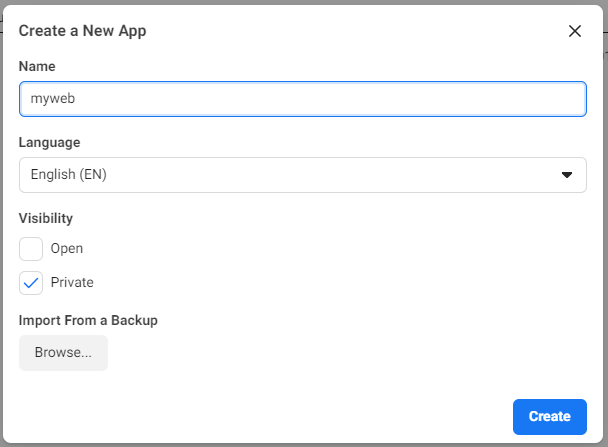 Create a New App
Name
myweb
Language
English (EN)
Visibility
Open
Private
Import From a Backup
Browse...
Create